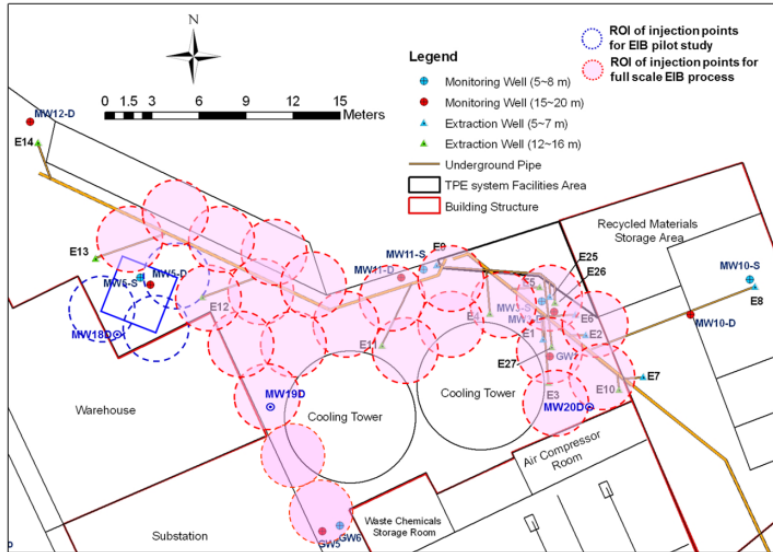 ROI of injection points
for EIB pilot study
ROI of injection points for
full scale EIB process
N
Legend
Monitoring Well (5~8 m)
Monitoring Well (15~20 m)
Extraction Well (5~7 m)
Extraction Well (12~16 m)
Underground Pipe
TPE system Facilities Area
Building Structure
0 1.5 3 6 9 12 15
Meters
MW12-D
E14
E13
MW5-D
MW5-S
E12
MW18D
MW11-S
MW11-D
E9
E25
E26
E5
MW3-S
E6
E1
E2
E4
E11
E27
E3
E10
E7
Recycled Materials
Storage Area
MW10-S
E8
MW10-D
MW19D
MW20D
Cooling Tower
Cooling Tower
Warehouse
Air Compressor
Room
Substation
Waste Chemicals
Storage Room
GW6
GW5